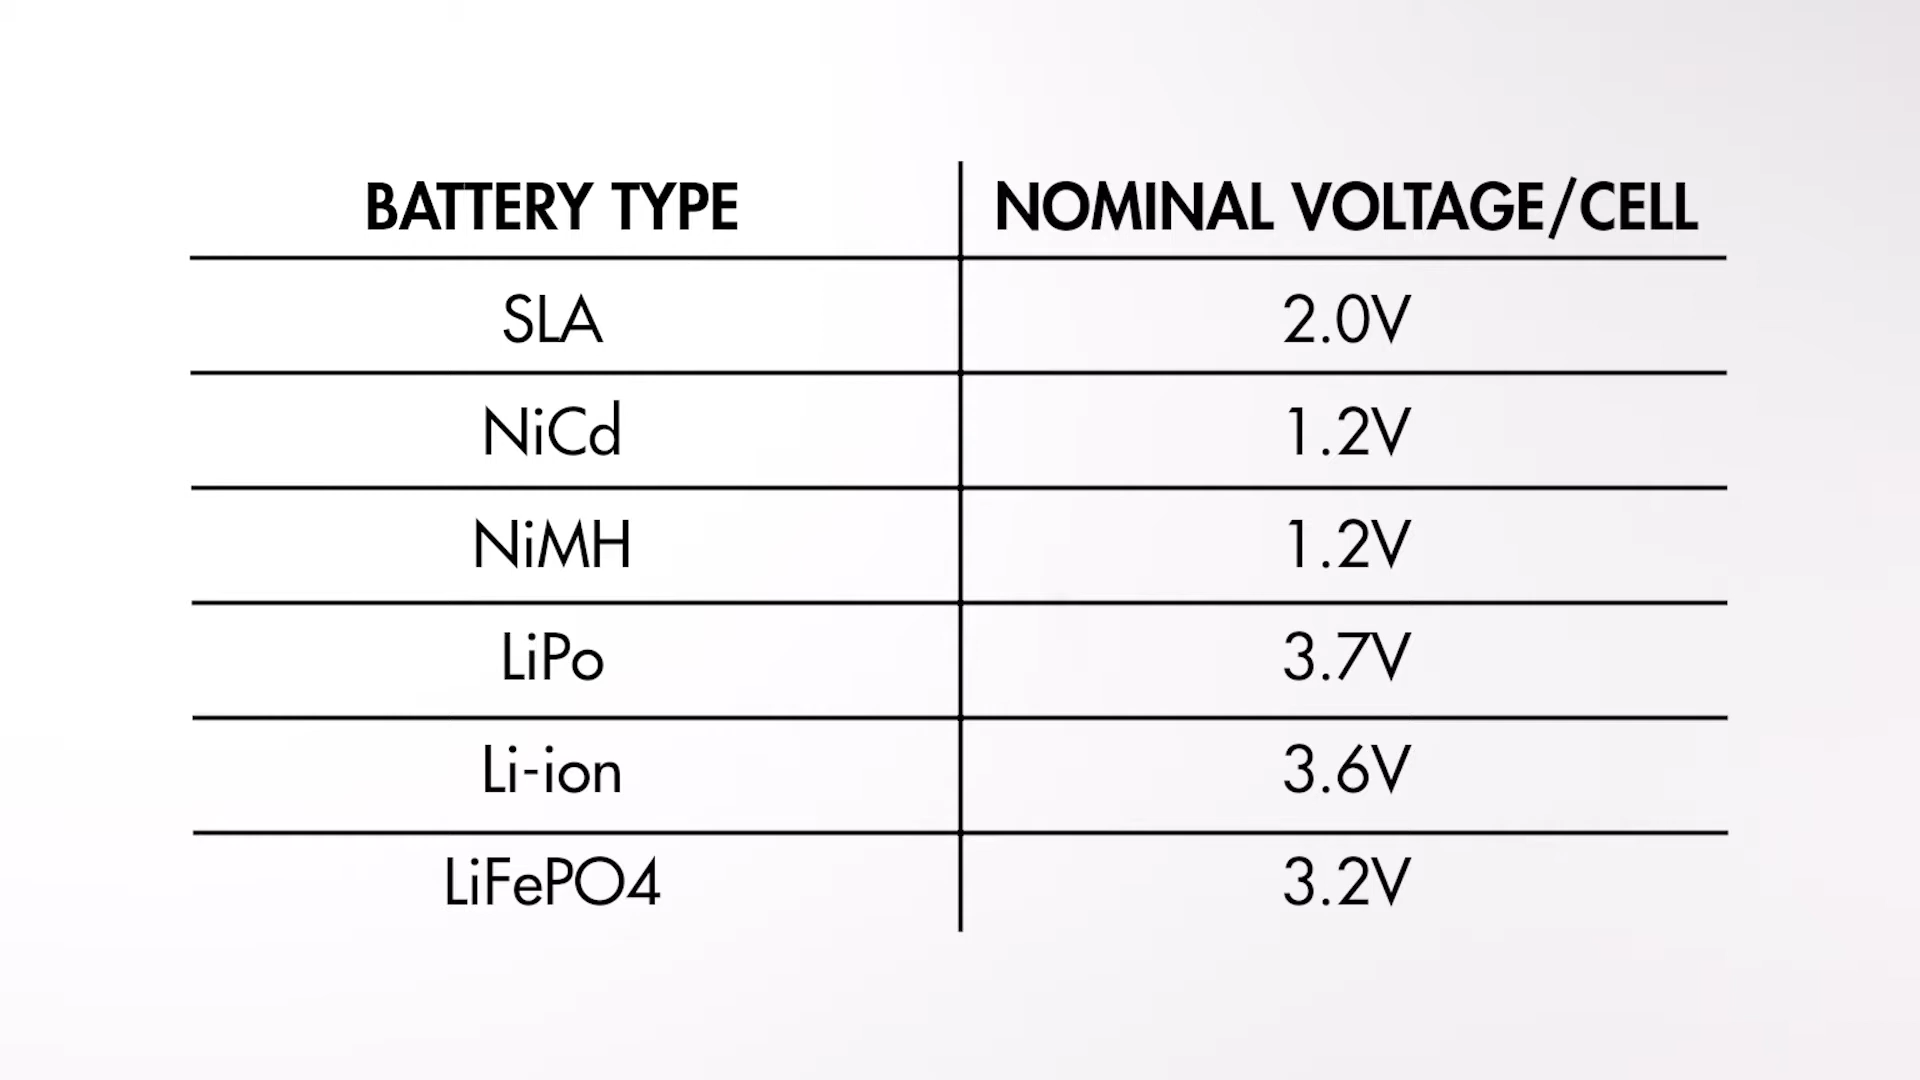 BATTERY TYPE NOMINAL VOLTAGE/CELL
SLA 2.0V
NiCd 1.2V
NiMH 1.2V
LiPo 3.7V
Li-ion 3.6V
LiFePO4 3.2V